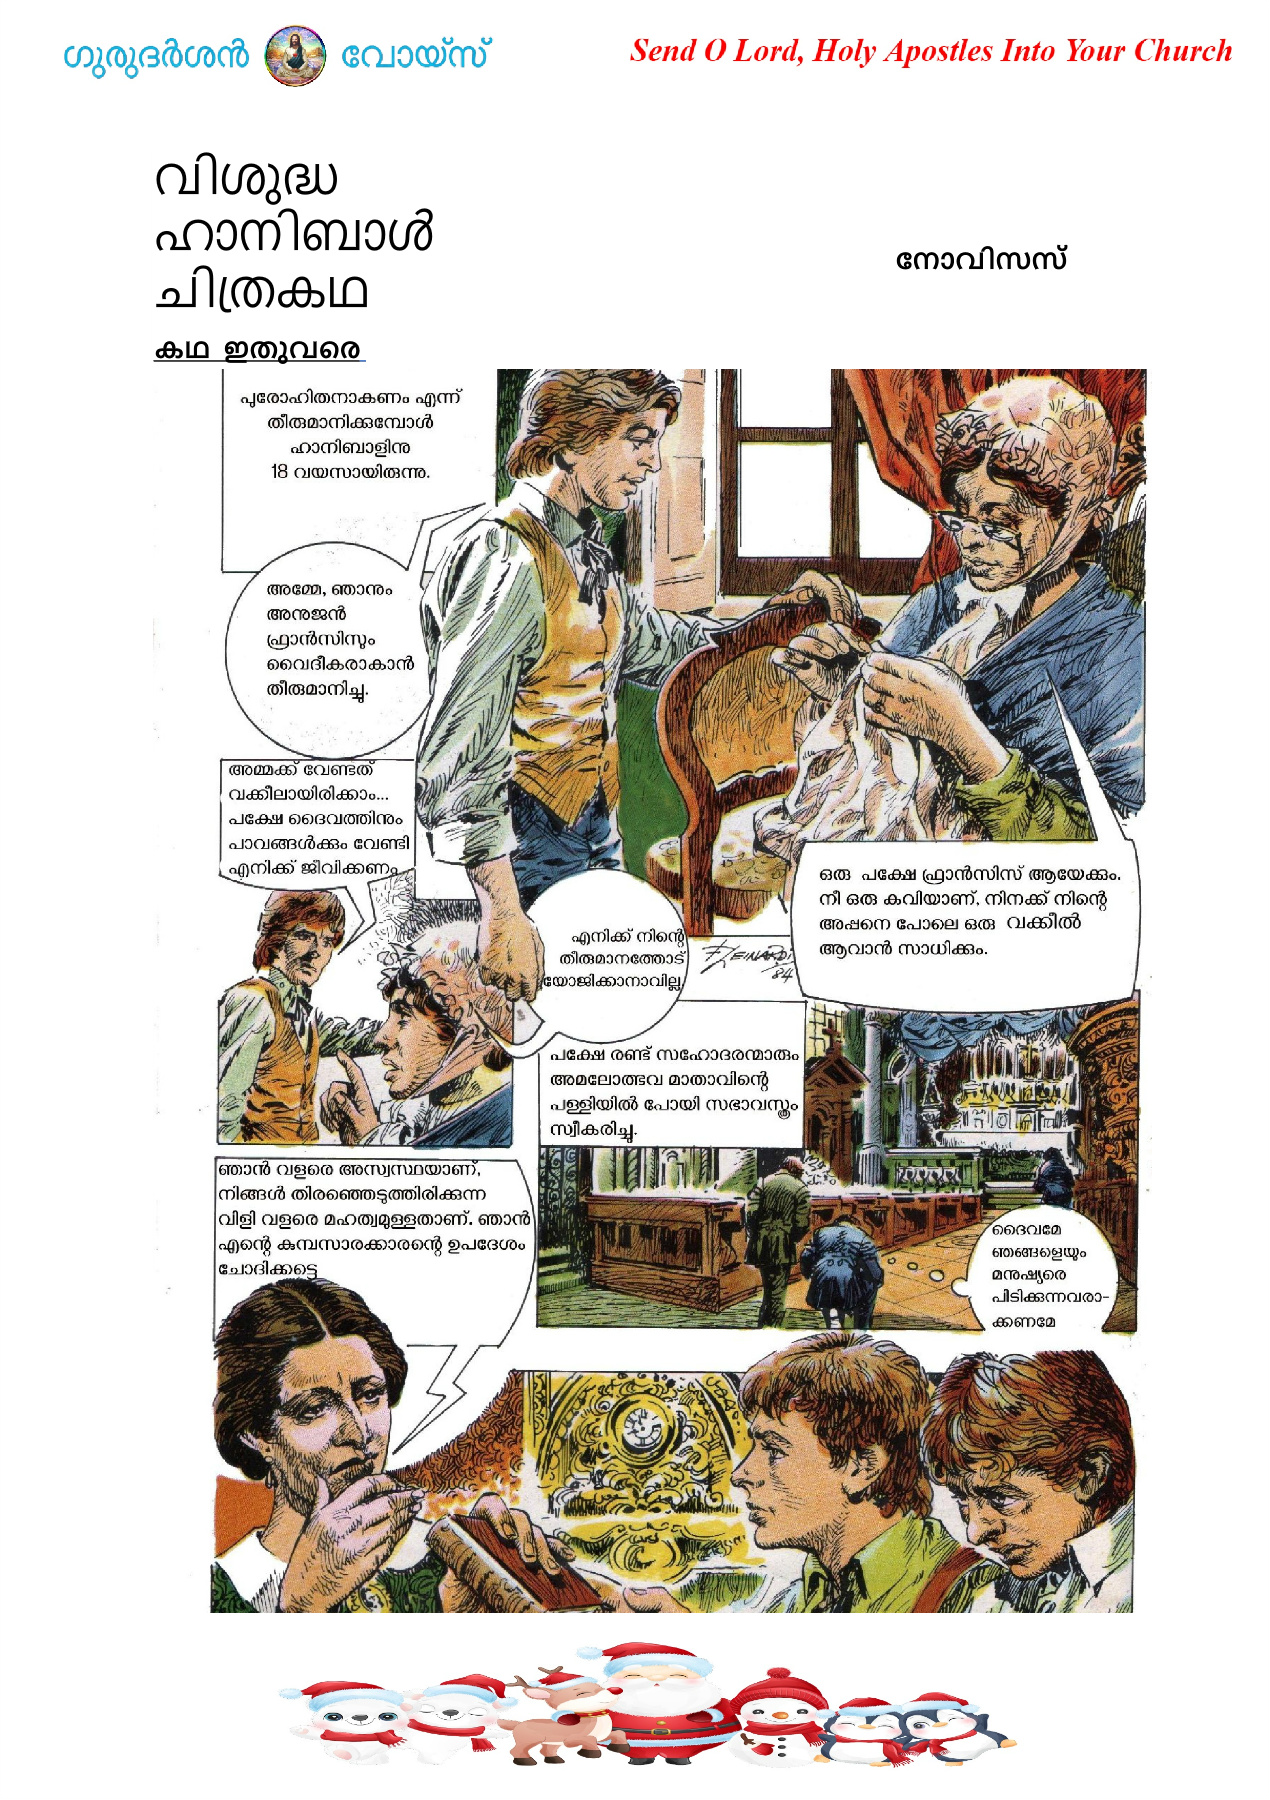 ഗുരുദർശൻ വോയ്സ്
Send O Lord, Holy Apostles Into Your Church
വിശുദ്ധ
ഹാനിബാൾ
ചിത്രകഥ
നോവിസസ്
കഥ ഇതുവരെ
പുരോഹിതനാകണം എന്ന്
തീരുമാനിക്കുമ്പോൾ
ഹാനിബാളിനു
18 വയസായിരുന്നു.
അമ്മേ, ഞാനും
അനുജൻ
ഫ്രാൻസിസും
വൈദീകരാകാൻ
തീരുമാനിച്ചു.
ഒരു പക്ഷേ ഫ്രാൻസിസ് ആയേക്കും.
നീ ഒരു കവിയാണ്, നിനക്ക് നിന്റെ
അപ്പനെ പോലെ ഒരു വക്കീൽ
ആവാൻ സാധിക്കും.
അമ്മക്ക് വേണ്ടത്
വക്കീലായിരിക്കാം...
പക്ഷേ ദൈവത്തിനും
പാവങ്ങൾക്കും വേണ്ടി
എനിക്ക് ജീവിക്കണം
എനിക്ക് നിന്റെ
തീരുമാനത്തോട്
യോജിക്കാനാവില്ല
84
പക്ഷേ രണ്ട് സഹോദരന്മാരും
അമലോത്ഭവ മാതാവിന്റെ
പള്ളിയിൽ പോയി സഭാവസ്ത്രം
സ്വീകരിച്ചു.
ഞാൻ വളരെ അസ്വസ്ഥയാണ്,
നിങ്ങൾ തിരഞ്ഞെടുത്തിരിക്കുന്ന
വിളി വളരെ മഹത്വമുള്ളതാണ്. ഞാൻ
എന്റെ കുമ്പസാരക്കാരന്റെ ഉപദേശം
ചോദിക്കട്ടെ
ദൈവമേ
ഞങ്ങളെയും
മനുഷ്യരെ
പിടിക്കുന്നവരാ-
ക്കണമേ